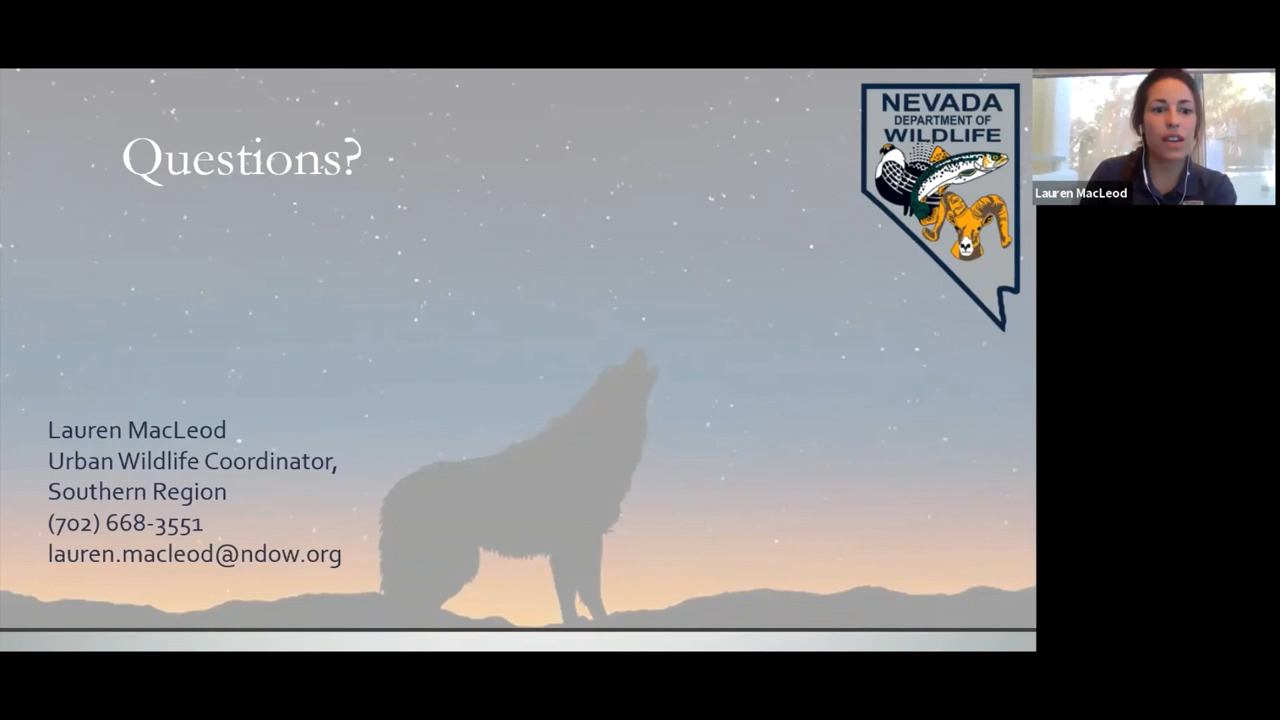 Questions?
NEVADA
DEPARTMENT OF
WILDLIFE
Lauren MacLeod
Lauren MacLeod
Urban Wildlife Coordinator,
Southern Region
(702) 668-3551
lauren.macleod@ndow.org